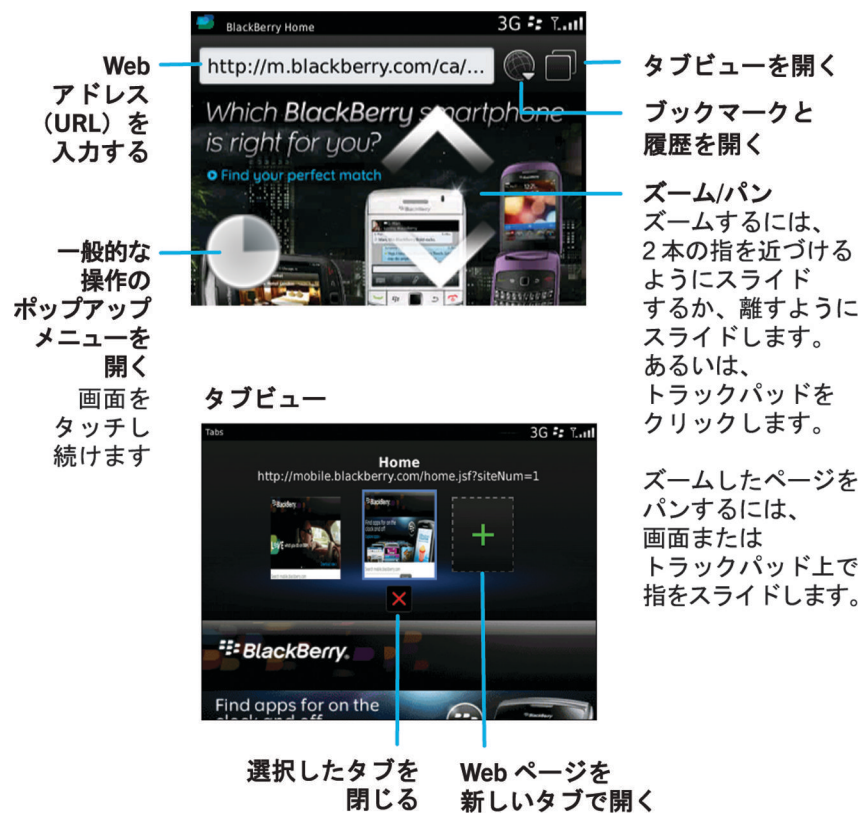 BlackBerry Home
3G
http://m.blackberry.com/ca/...
Which BlackBerry smartphone
is right for you?
Find your perfect match
Web
アドレス
（URL）を
入力する
一般的な
操作の
ポップアップ
メニューを
開く
画面を
タッチし
続けます
タブビューを開く
ブックマークと
履歴を開く
ズーム/パン
ズームするには、
2 本の指を近づける
ようにスライド
するか、離すように
スライドします。
あるいは、
トラックパッドを
クリックします。
ズームしたページを
パンするには、
画面または
トラックパッド上で
指をスライドします。
タブビュー
Tabs
3G
Home
http://mobile.blackberry.com/home.jsf?siteNum=1
BlackBerry.
Find apps for on the
clock and off
選択したタブを
閉じる
Web ページを
新しいタブで開く